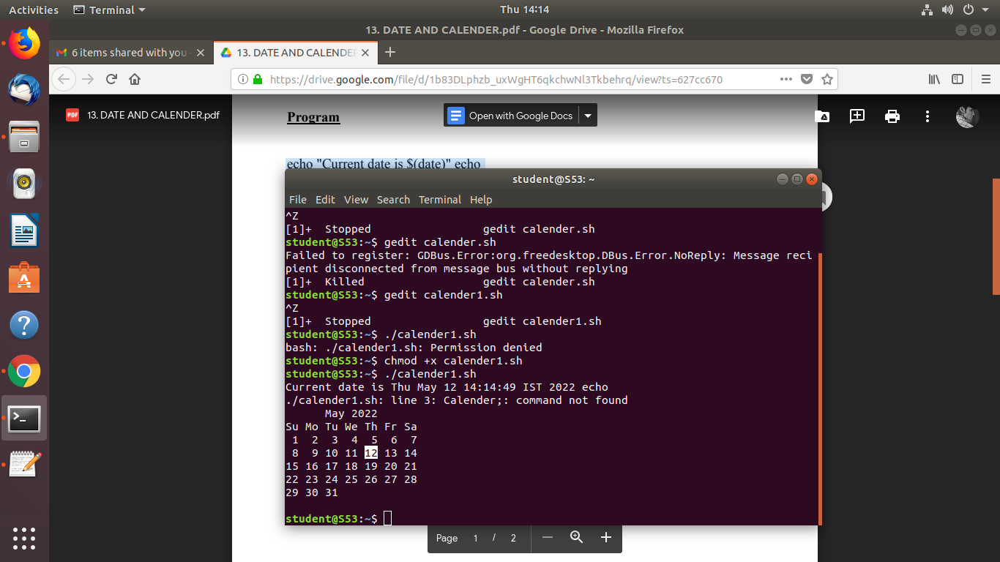 Activities Terminal Thu 14:14
13. DATE AND CALENDER.pdf - Google Drive - Mozilla Firefox
6 items shared with you - 13. DATE AND CALENDER
https://drive.google.com/file/d/1b83DLphzb_uxWgHT6qkchwNl3Tkbehrq/view?ts=627cc670
PDF 13. DATE AND CALENDER.pdf
Program
Open with Google Docs
echo "Current date is $(date)" echo
student@S53: ~
File Edit View Search Terminal Help
^Z
[1]+  Stopped                 gedit calender.sh
student@S53:~$ gedit calender.sh
Failed to register: GDBus.Error:org.freedesktop.DBus.Error.NoReply: Message reci
pient disconnected from message bus without replying
[1]+  Killed                  gedit calender.sh
student@S53:~$ gedit calender1.sh
^Z
[1]+  Stopped                 gedit calender1.sh
student@S53:~$ ./calender1.sh
bash: ./calender1.sh: Permission denied
student@S53:~$ chmod +x calender1.sh
student@S53:~$ ./calender1.sh
Current date is Thu May 12 14:14:49 IST 2022 echo
./calender1.sh: line 3: Calender;: command not found
      May 2022
Su Mo Tu We Th Fr Sa
 1  2  3  4  5  6  7
 8  9 10 11 12 13 14
15 16 17 18 19 20 21
22 23 24 25 26 27 28
29 30 31
student@S53:~$
Page 1 / 2